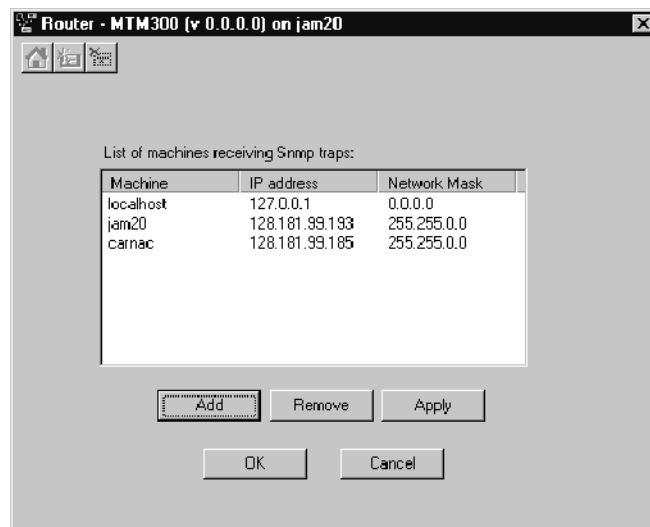 Router - MTM300 (v 0.0.0.0) on jam20
List of machines receiving Snmp traps:
Machine IP address Network Mask
localhost 127.0.0.1 0.0.0.0
jam20 128.181.99.193 255.255.0.0
carnac 128.181.99.185 255.255.0.0
Add Remove Apply
OK Cancel